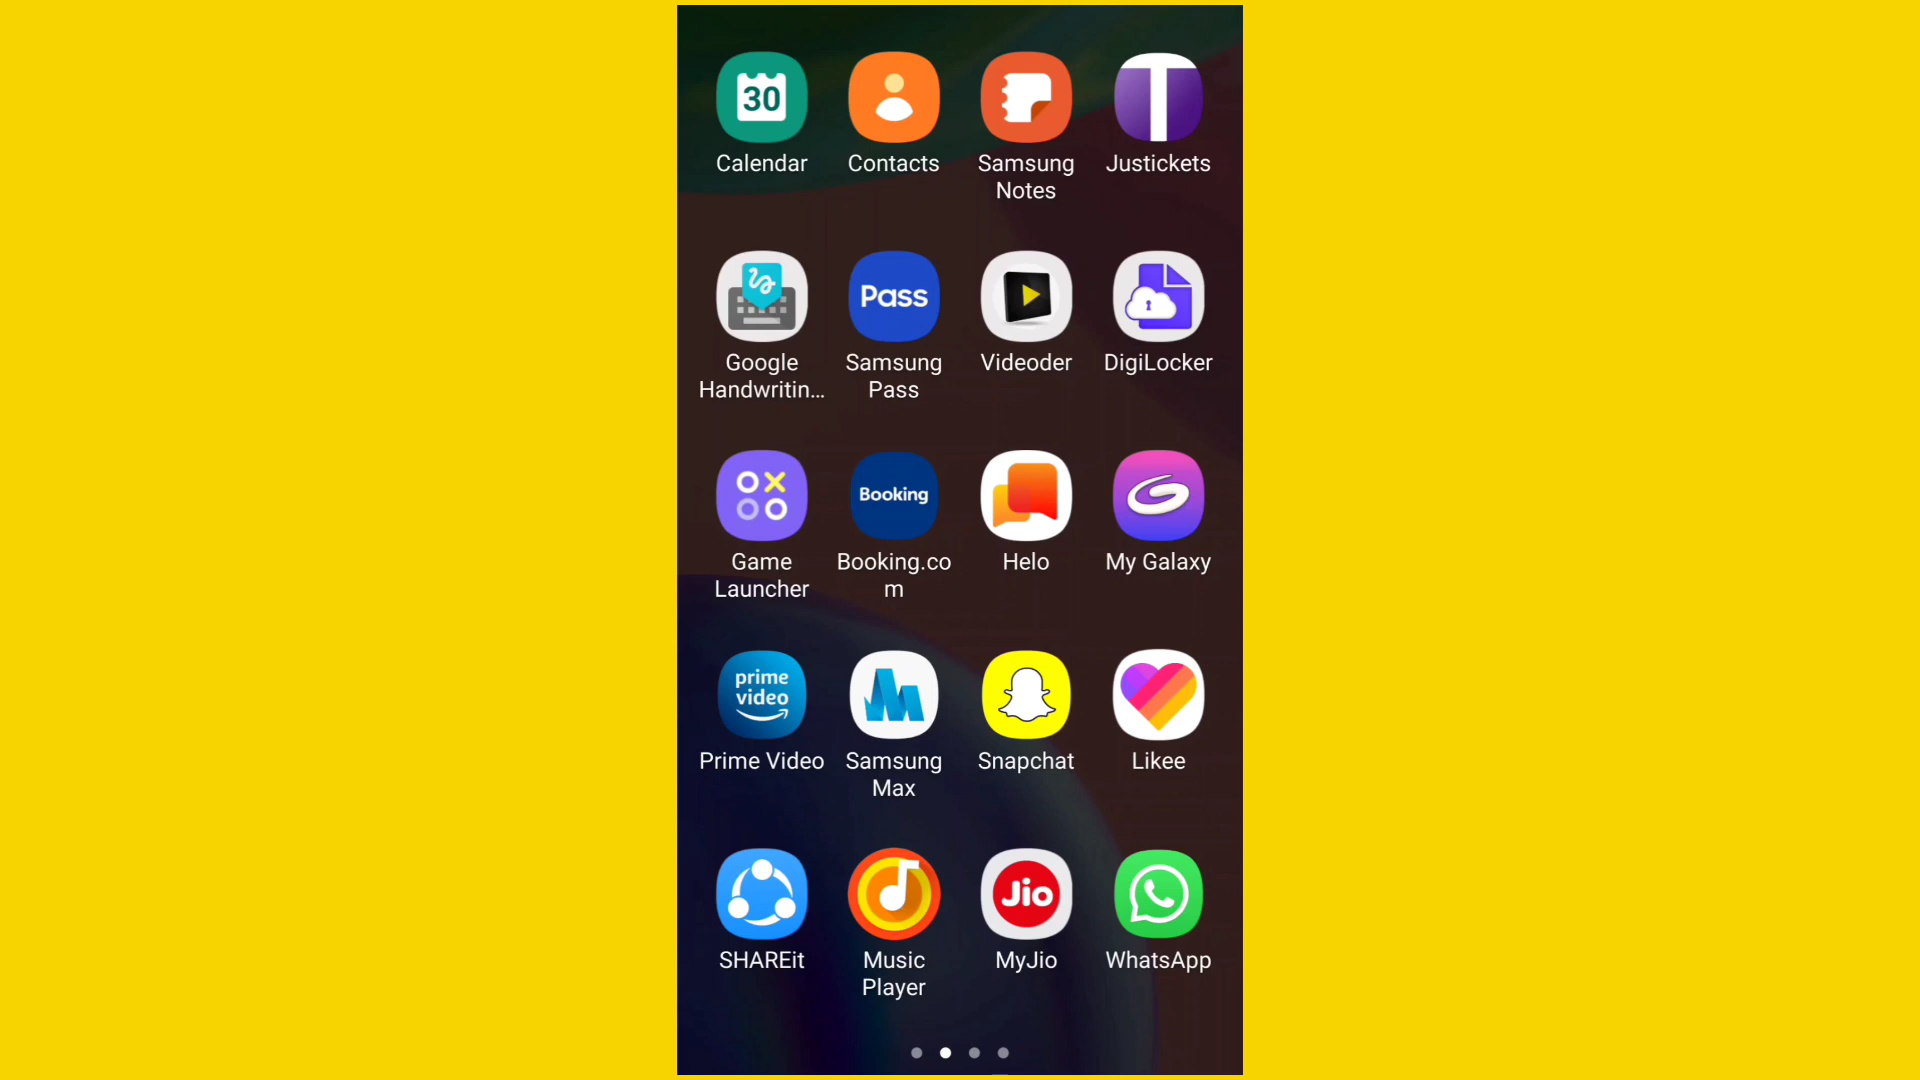 30
Calendar
Contacts
Samsung
Notes
T
Justickets
Google
Handwritin...
Pass
Samsung
Pass
Videoder
DigiLocker
Game
Launcher
Booking
Booking.co
m
Helo
My Galaxy
prime
video
Prime Video
Samsung
Max
Snapchat
Likee
SHAREit
Music
Player
Jio
MyJio
WhatsApp